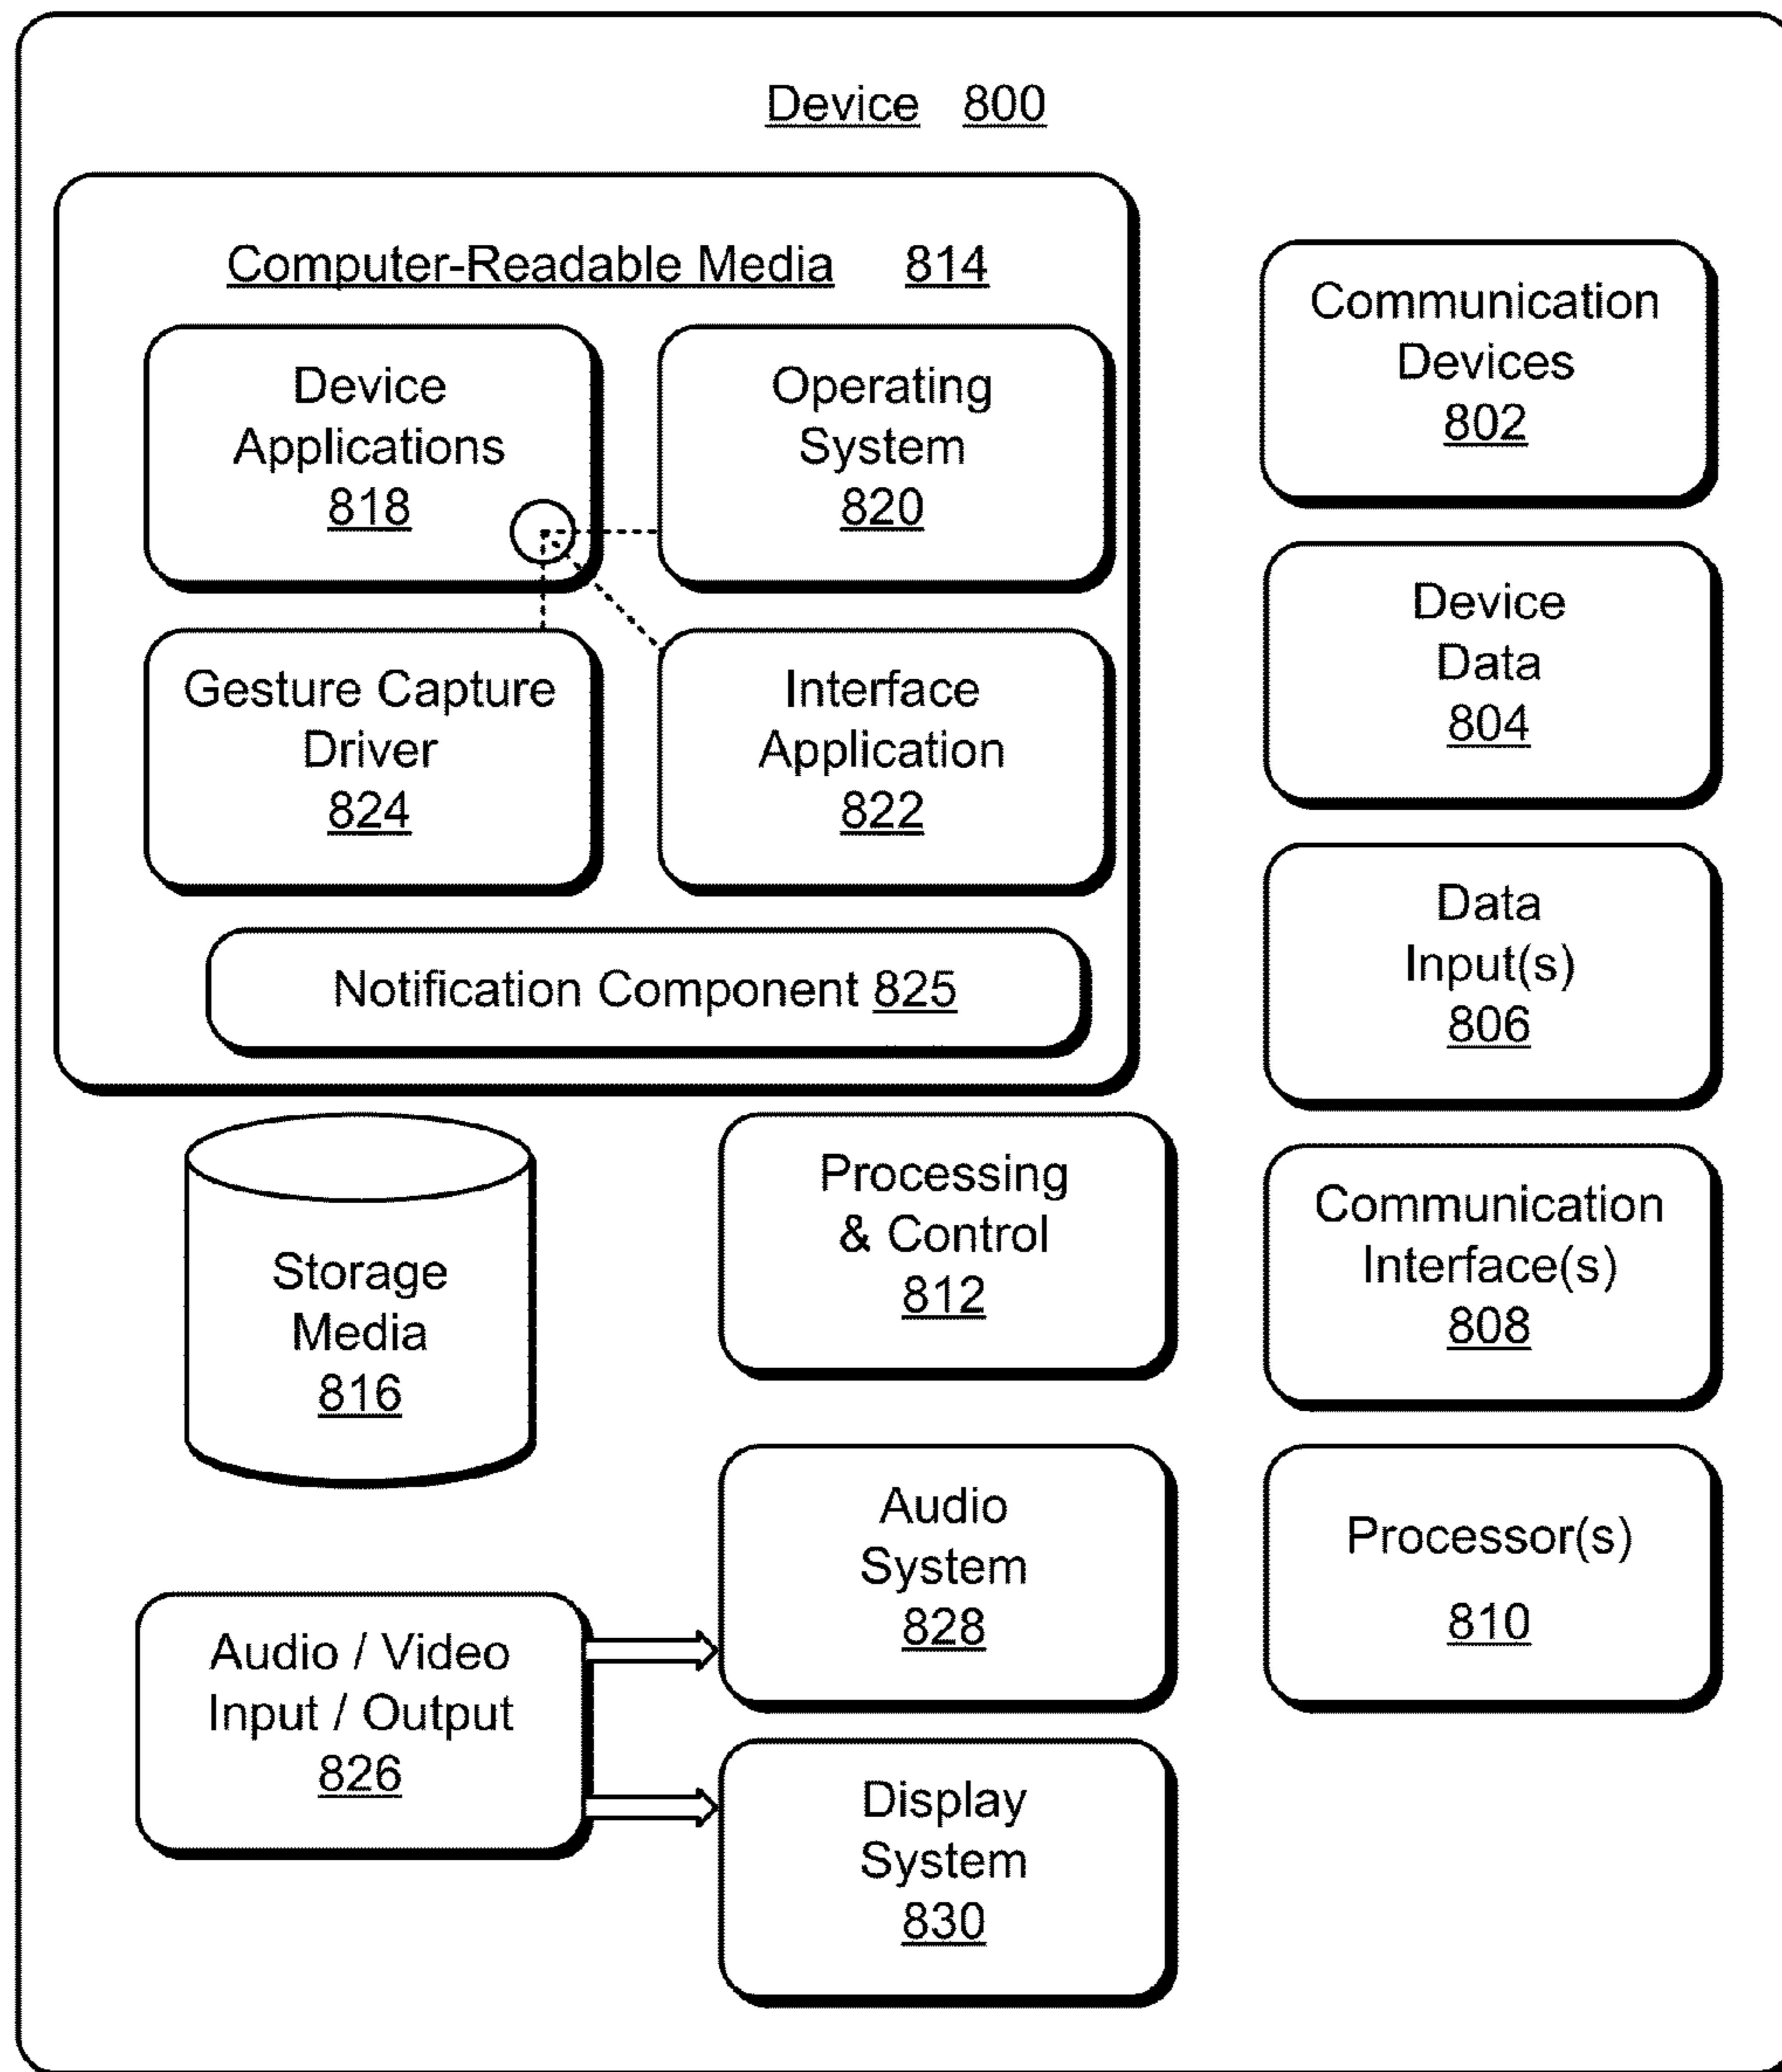 Device 800
Computer-Readable Media 814
Device
Applications
818
Operating
System
820
Gesture Capture
Driver
824
Interface
Application
822
Notification Component 825
Communication
Devices
802
Device
Data
804
Data
Input(s)
806
Communication
Interface(s)
808
Processor(s)
810
Storage
Media
816
Processing
& Control
812
Audio / Video
Input / Output
826
Audio
System
828
Display
System
830